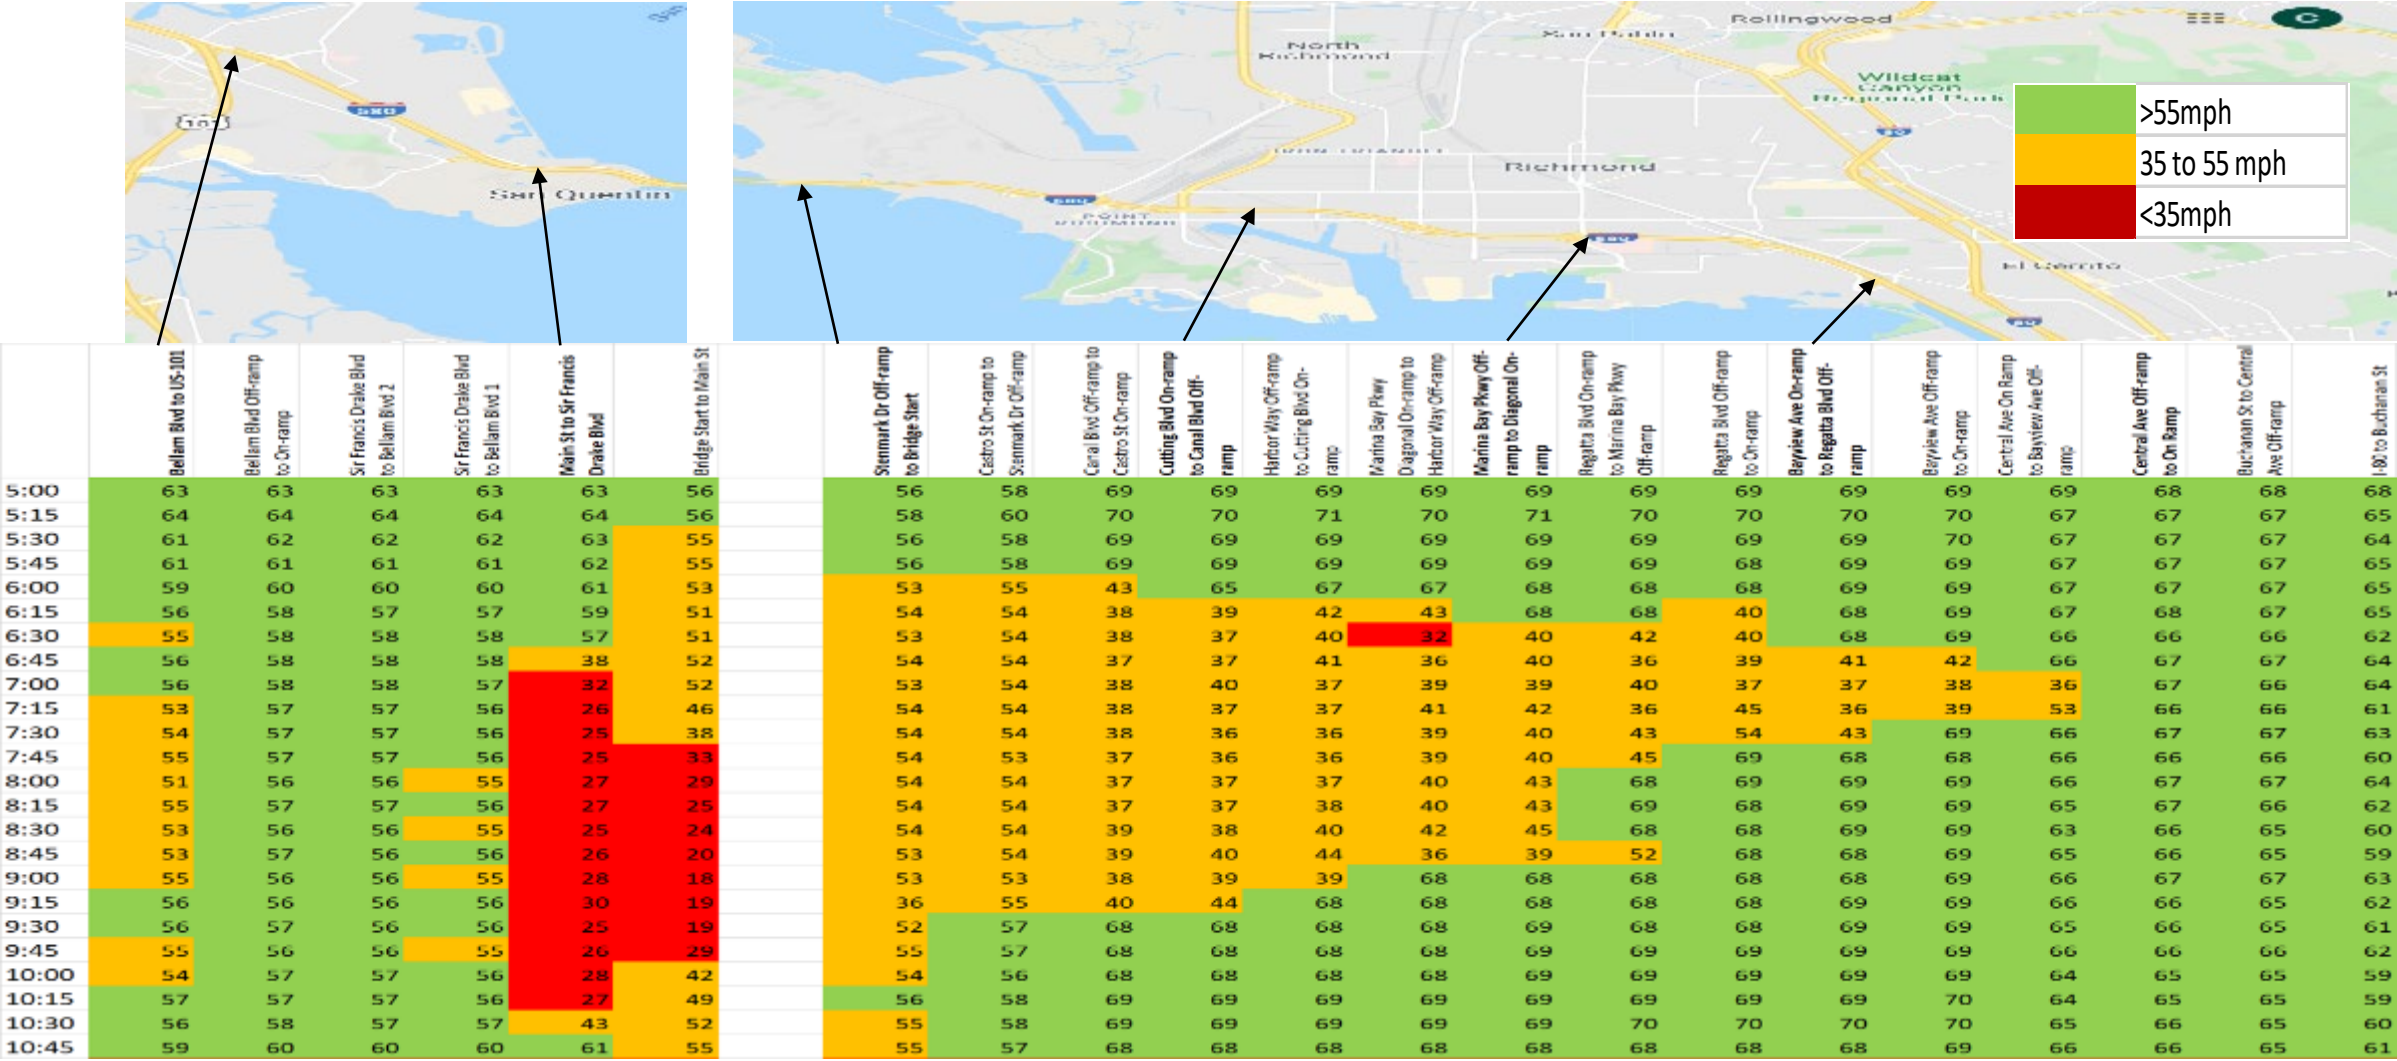 Rollingwood
C
North
Richmond
San Pablo
Wildcat
Canyon
Regional Park
>55mph
35 to 55 mph
<35mph
580
101
80
Richmond
San Quentin
580
POINT
RICHMOND
580
El Cerrito
80
Bellam Blvd to US-101
Bellam Blvd Off-ramp
to On-ramp
Sir Francis Drake Blvd
to Bellam Blvd 2
Sir Francis Drake Blvd
to Bellam Blvd 1
Main St to Sir Francis
Drake Blvd
Bridge Start to Main St
Stenmark Dr Off-ramp
to Bridge Start
Castro St On-ramp to
Stenmark Dr Off-ramp
Canal Blvd Off-ramp to
Castro St On-ramp
Cutting Blvd On-ramp
to Canal Blvd Off-
ramp
Harbor Way Off-ramp
to Cutting Blvd On-
ramp
Marina Bay Pkwy
Diagonal On-ramp to
Harbor Way Off-ramp
Marina Bay Pkwy Off-
ramp to Diagonal On-
ramp
Regatta Blvd On-ramp
to Marina Bay Pkwy
Off-ramp
Regatta Blvd Off-ramp
to On-ramp
Bayview Ave On-ramp
to Regatta Blvd Off-
ramp
Bayview Ave Off-ramp
to On-ramp
Central Ave On Ramp
to Bayview Ave Off-
ramp
Central Ave Off-ramp
to On Ramp
Buchanan St to Central
Ave Off-ramp
I-80 to Buchanan St
5:00 63 63 63 63 63 56 56 58 69 69 69 69 69 69 69 69 69 69 68 68 68
5:15 64 64 64 64 64 56 58 60 70 70 71 70 71 70 70 70 70 67 67 67 65
5:30 61 62 62 62 63 55 56 58 69 69 69 69 69 69 69 69 70 67 67 67 64
5:45 61 61 61 61 62 55 56 58 69 69 69 69 69 69 68 69 69 67 67 67 65
6:00 59 60 60 60 61 53 53 55 43 65 67 67 68 68 68 69 69 67 67 67 65
6:15 56 58 57 57 59 51 54 54 38 39 42 43 68 68 40 68 69 67 68 67 65
6:30 55 58 58 58 57 51 53 54 38 37 40 32 40 42 40 68 69 66 66 66 62
6:45 56 58 58 58 38 52 54 54 37 37 41 36 40 36 39 41 42 66 67 67 64
7:00 56 58 58 57 32 52 53 54 38 40 37 39 39 40 37 37 38 36 67 66 64
7:15 53 57 57 56 26 46 54 54 38 37 37 41 42 36 45 36 39 53 66 66 61
7:30 54 57 57 56 25 38 54 54 38 36 36 39 40 43 54 43 69 66 67 67 63
7:45 55 57 57 56 25 33 54 53 37 36 36 39 40 45 69 68 68 66 66 66 60
8:00 51 56 56 55 27 29 54 54 37 37 37 40 43 68 69 69 69 66 67 67 64
8:15 55 57 57 56 27 25 54 54 37 37 38 40 43 69 68 69 69 65 67 66 62
8:30 53 56 56 55 25 24 54 54 39 38 40 42 45 68 68 69 69 63 66 65 60
8:45 53 57 56 56 26 20 53 54 39 40 44 36 39 52 68 68 69 65 66 65 59
9:00 55 56 56 55 28 18 53 53 38 39 39 68 68 68 68 68 69 66 67 67 63
9:15 56 56 56 56 30 19 36 55 40 44 68 68 68 68 68 69 69 66 66 65 62
9:30 56 57 56 56 25 19 52 57 68 68 68 68 69 68 68 69 69 65 66 65 61
9:45 55 56 56 55 26 29 55 57 68 68 68 68 69 69 69 69 69 66 66 66 62
10:00 54 57 57 56 28 42 54 56 68 68 68 68 69 69 69 69 69 64 65 65 59
10:15 57 57 57 56 27 49 56 58 69 69 69 69 69 69 69 69 70 64 65 65 59
10:30 56 58 57 57 43 52 55 58 69 69 69 69 69 70 70 70 70 65 66 65 60
10:45 59 60 60 60 61 55 55 57 68 68 68 68 68 68 68 68 69 66 66 65 61